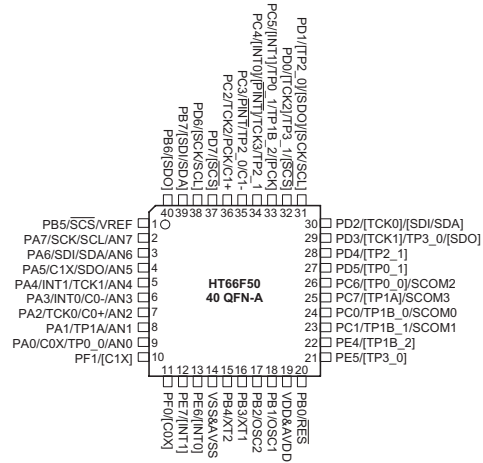 PB6/[SDO]
PB7/[SDI/SDA]
PD6/[SCK/SCL]
PD7/[SCS]
PC2/TCK2/PCK/C1+
PC3/PINT/TP2_0/C1-
PC4/[INT0]/[PINT]/TCK3/TP2_1
PC5/[INT1]/TP0_1/TP1B_2/[PCK]
PD0/[TCK2]/TP3_1/[SCS]
PD1/[TP2_0]/[SDO]/[SCK/SCL]
40 39 38 37 36 35 34 33 32 31
PB5/SCS/VREF 1
PA7/SCK/SCL/AN7 2
PA6/SDI/SDA/AN6 3
PA5/C1X/SDO/AN5 4
PA4/INT1/TCK1/AN4 5
PA3/INT0/C0-/AN3 6
PA2/TCK0/C0+/AN2 7
PA1/TP1A/AN1 8
PA0/C0X/TP0_0/AN0 9
PF1/[C1X] 10
HT66F50
40 QFN-A
30 PD2/[TCK0]/[SDI/SDA]
29 PD3/[TCK1]/TP3_0/[SDO]
28 PD4/[TP2_1]
27 PD5/[TP0_1]
26 PC6/[TP0_0]/SCOM2
25 PC7/[TP1A]/SCOM3
24 PC0/TP1B_0/SCOM0
23 PC1/TP1B_1/SCOM1
22 PE4/[TP1B_2]
21 PE5/[TP3_0]
11 12 13 14 15 16 17 18 19 20
PF0/[C0X]
PE7/[INT1]
PE6/[INT0]
VSS&AVSS
PB4/XT2
PB3/XT1
PB2/OSC2
PB1/OSC1
VDD&AVDD
PB0/RES